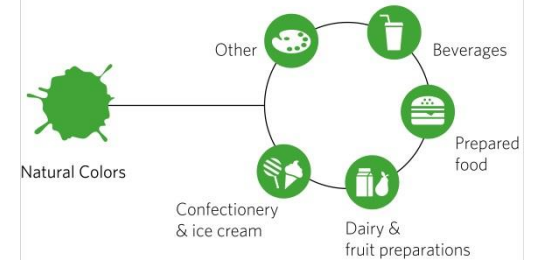 Other
Beverages
Prepared
food
Natural Colors
Confectionery
& ice cream
Dairy &
fruit preparations